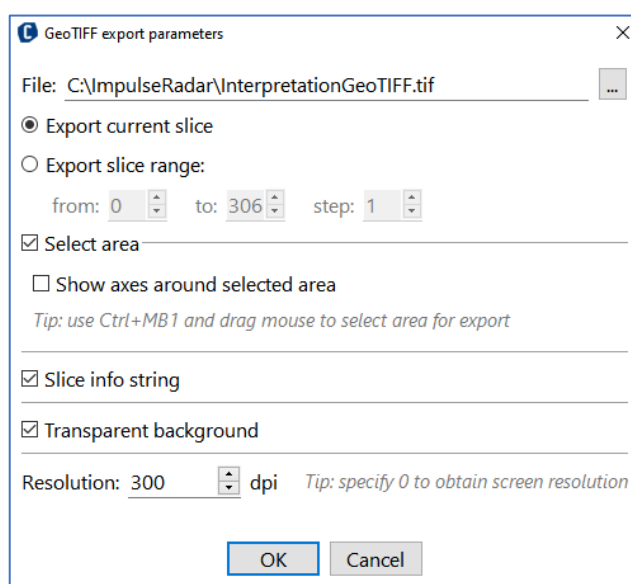 GeoTIFF export parameters
File: C:\ImpulseRadar\InterpretationGeoTIFF.tif ...
Export current slice
Export slice range:
from: 0 to: 306 step: 1
Select area
Show axes around selected area
Tip: use Ctrl+MB1 and drag mouse to select area for export
Slice info string
Transparent background
Resolution: 300 dpi Tip: specify 0 to obtain screen resolution
OK Cancel